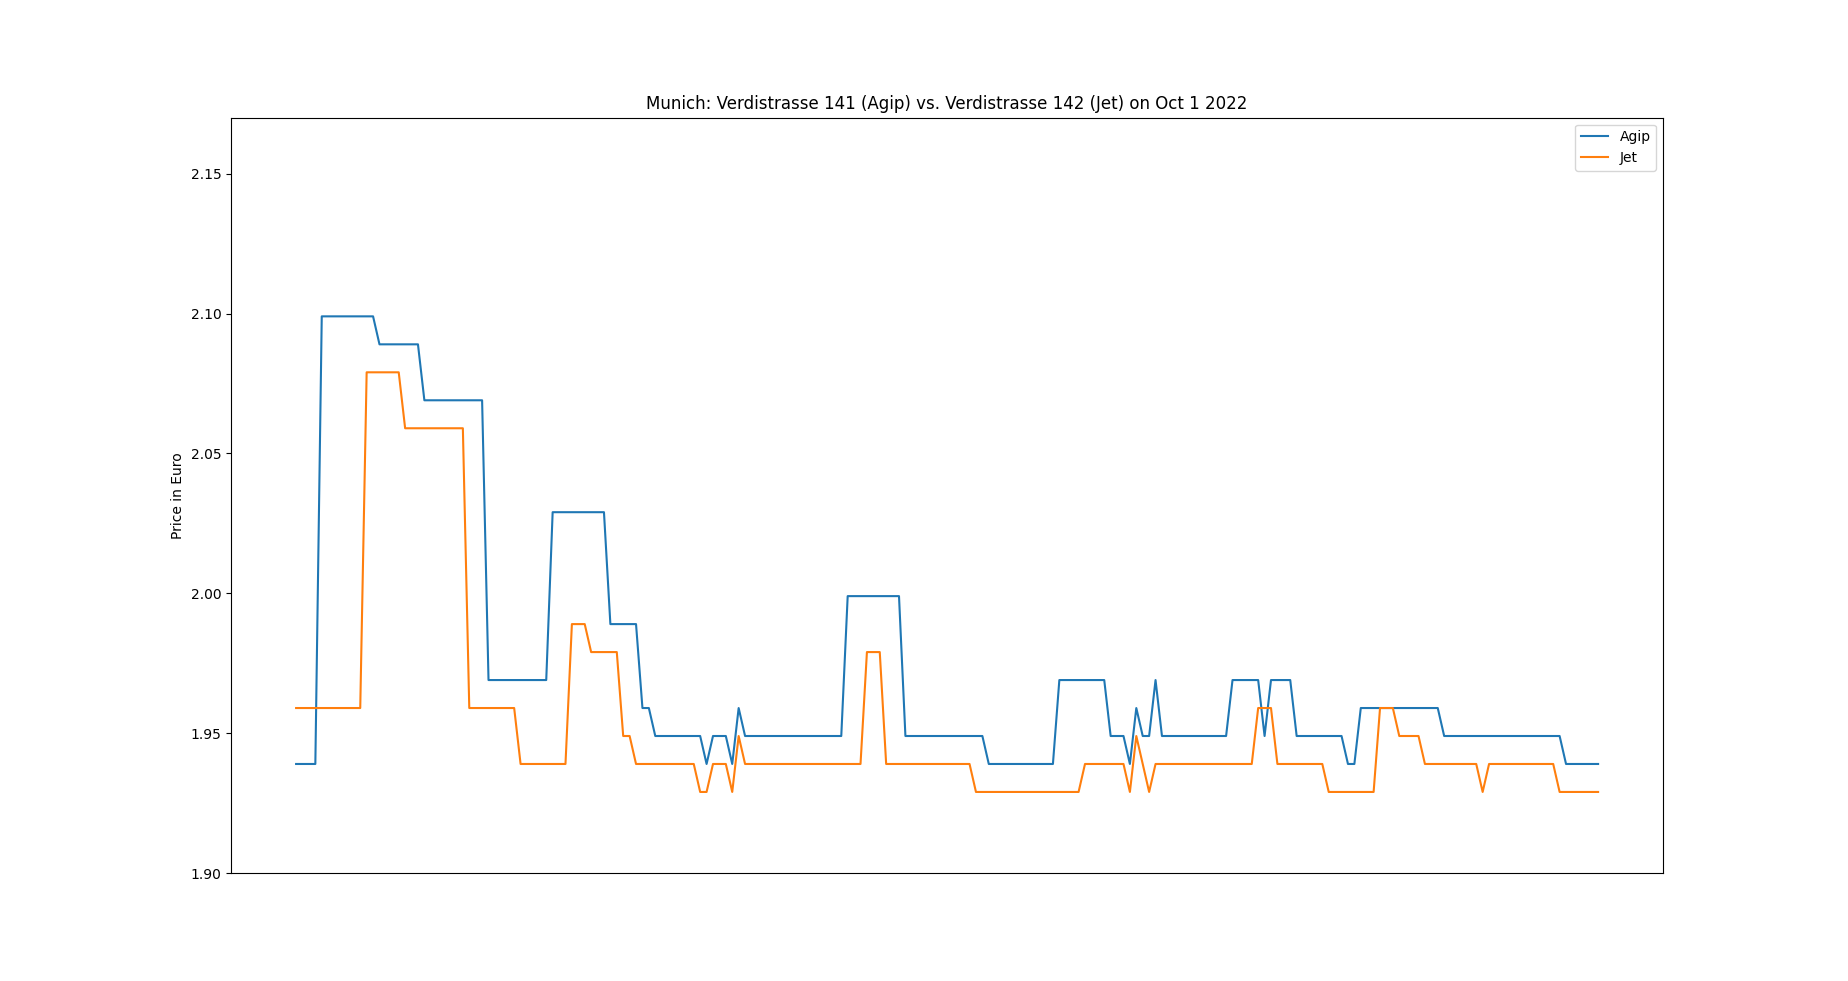 Munich: Verdistrasse 141 (Agip) vs. Verdistrasse 142 (Jet) on Oct 1 2022
Agip
Jet
2.15
2.10
2.05
2.00
1.95
1.90
Price in Euro